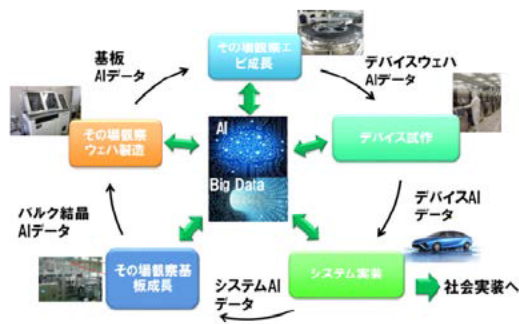 その場観察エ
ピ成長
基板
AIデータ
デバイスウェハ
AIデータ
その場観察
ウェハ製造
AI
Big Data
デバイス試作
バルク結晶
AIデータ
デバイスAI
データ
その場観察基
板成長
システムAI
データ
システム実装
社会実装へ